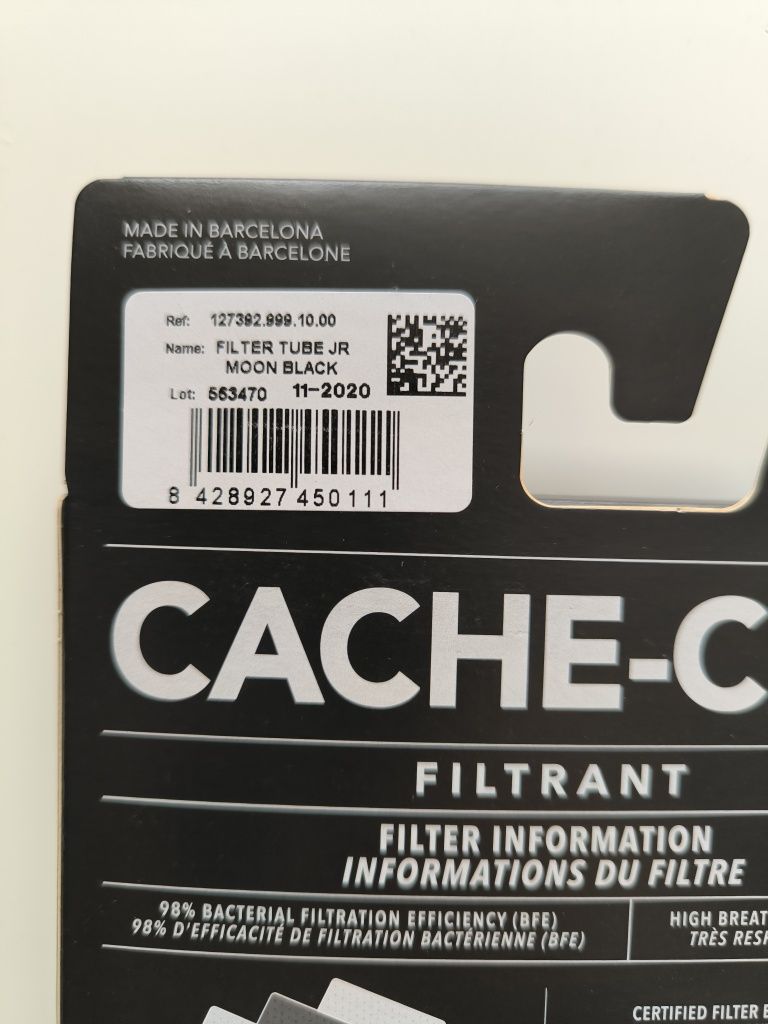 MADE IN BARCELONA
FABRIQUÉ À BARCELONE
Ref: 127392.999.10.00
Name: FILTER TUBE JR
MOON BLACK
Lot: 553470 11-2020
8 428927 450111
CACHE-C
FILTRANT
FILTER INFORMATION
INFORMATIONS DU FILTRE
98% BACTERIAL FILTRATION EFFICIENCY (BFE)
98% D'EFFICACITÉ DE FILTRATION BACTÉRIENNE (BFE)
HIGH BREAT
TRÈS RESP
CERTIFIED FILTER E